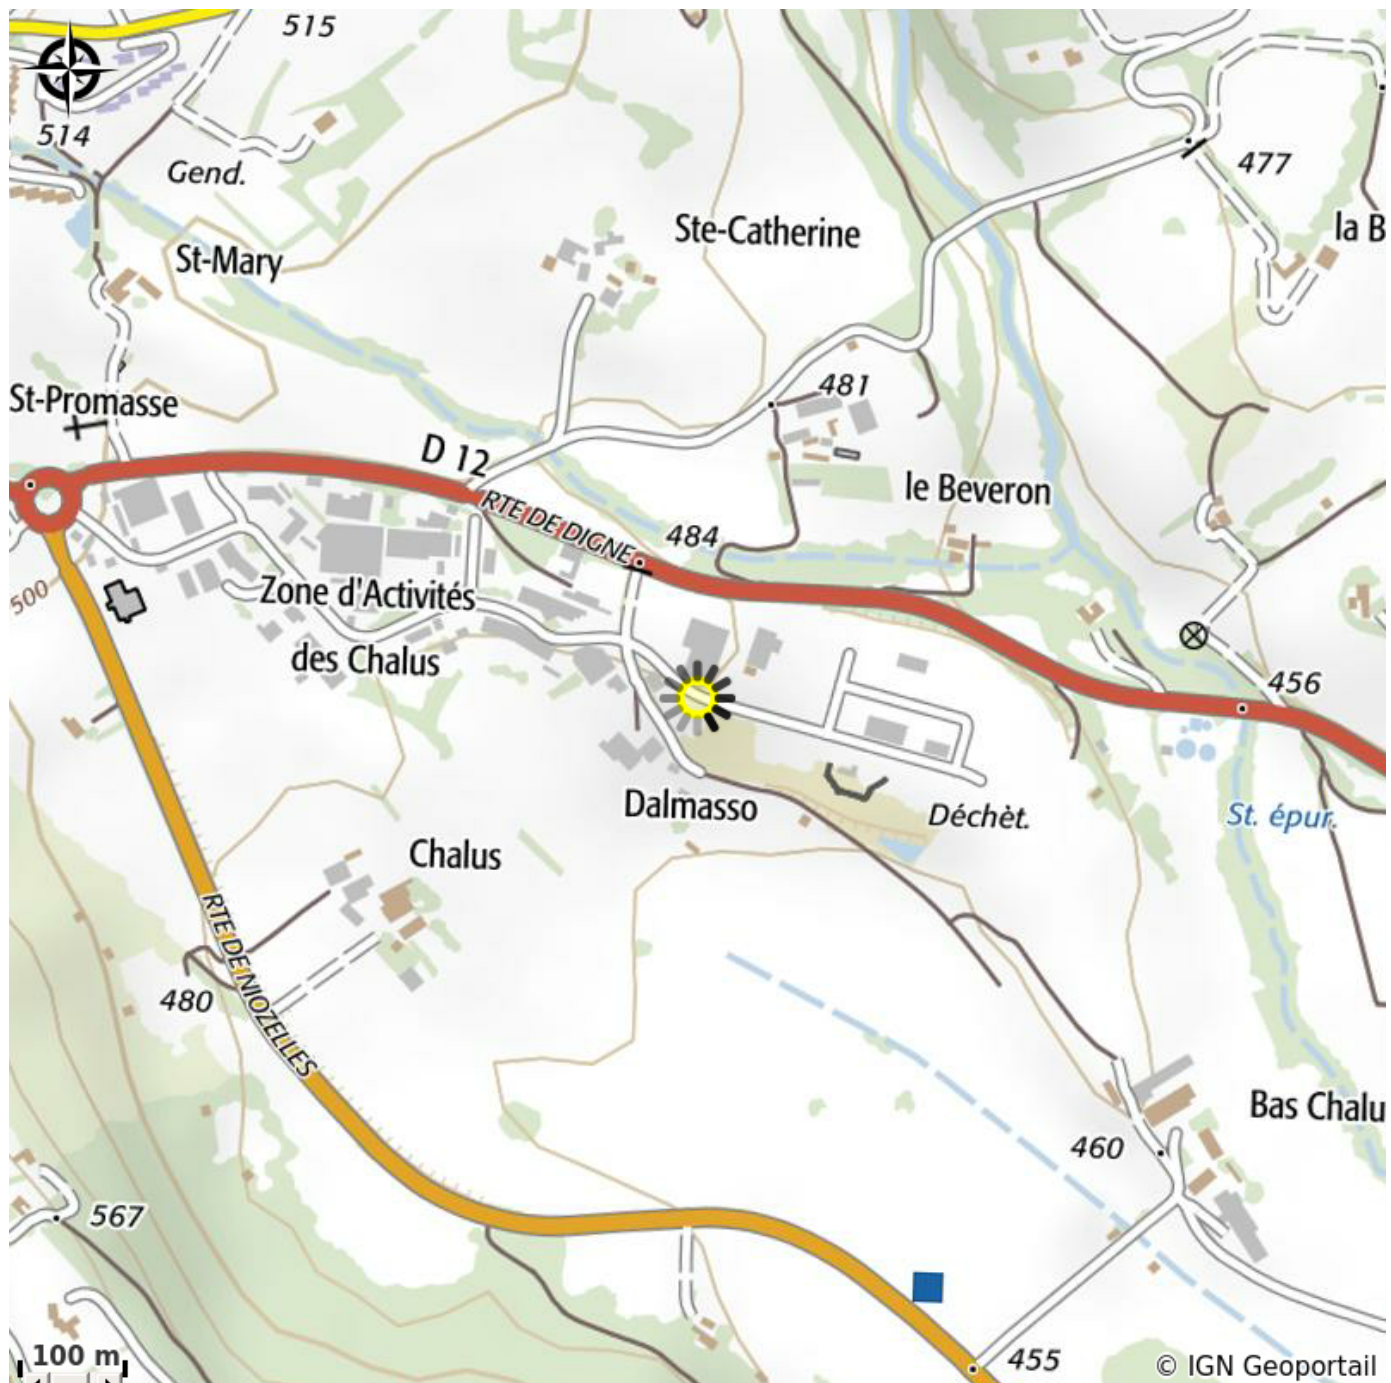 515
514
Gend.
477
Ste-Catherine
la B
St-Mary
481
St-Promasse
D 12
le Beveron
RTE DE DIGNE
484
500
Zone d'Activités
des Chalus
456
Dalmasso
Déchèt.
St. épur.
Chalus
RTE DE NIOZELLES
480
Bas Chalu
460
567
100 m
455
© IGN Geoportail